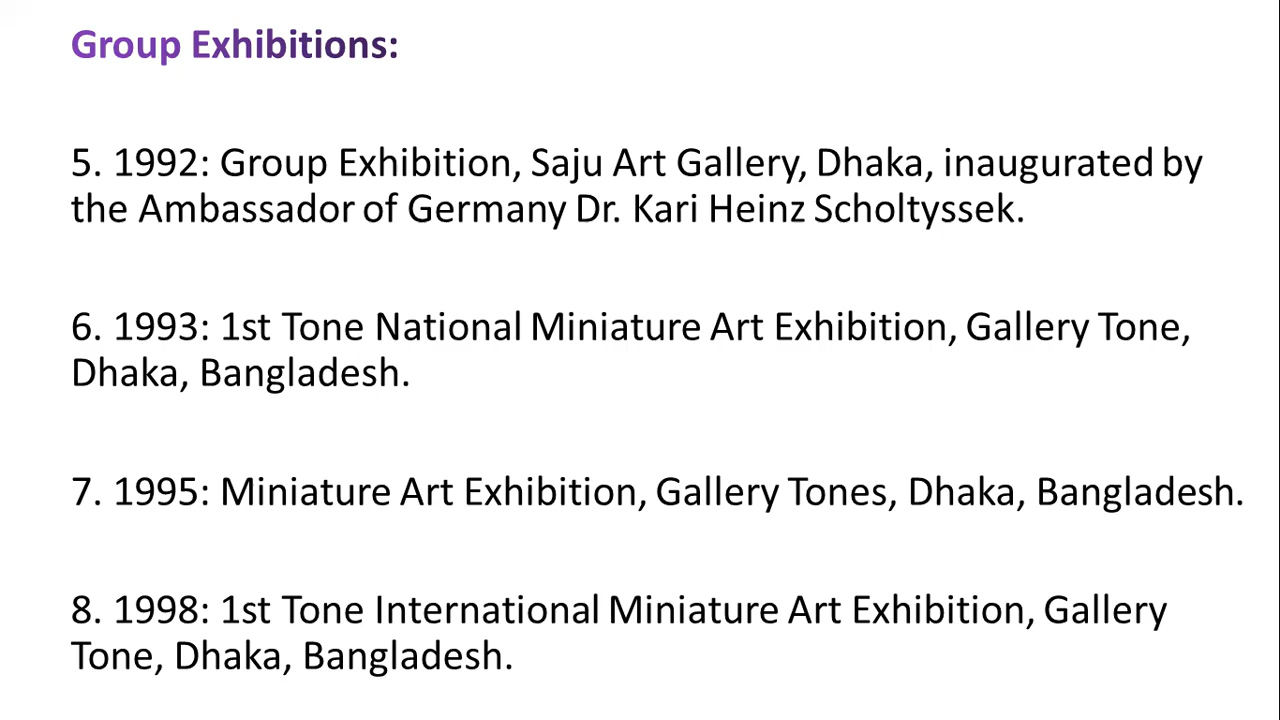 Group Exhibitions:
5. 1992: Group Exhibition, Saju Art Gallery, Dhaka, inaugurated by
the Ambassador of Germany Dr. Kari Heinz Scholtyssek.
6. 1993: 1st Tone National Miniature Art Exhibition, Gallery Tone,
Dhaka, Bangladesh.
7. 1995: Miniature Art Exhibition, Gallery Tones, Dhaka, Bangladesh.
8. 1998: 1st Tone International Miniature Art Exhibition, Gallery
Tone, Dhaka, Bangladesh.